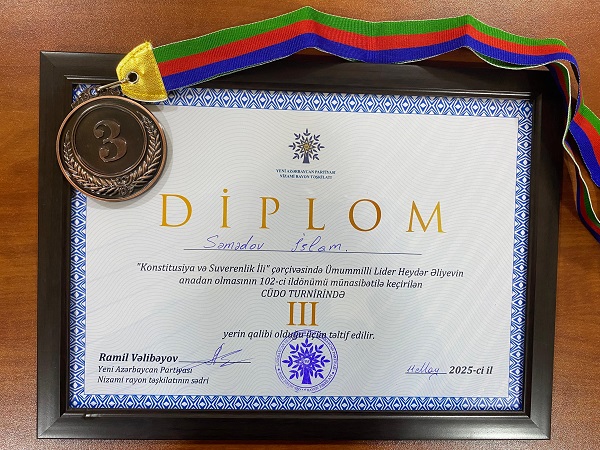 3
YENİ AZƏRBAYCAN PARTİYASI
NİZAMİ RAYON TƏŞKİLATI
DİPLOM
Səmədov İslam.
"Konstitusiya və Suverenlik İli" çərçivəsində Ümummilli Lider Heydər Əliyevin
anadan olmasının 102-ci ildönümü münasibətilə keçirilən
CÜDO TURNİRİNDƏ
III
yerin qalibi olduğu üçün təltif edilir.
Ramil Vəlibəyov
Yeni Azərbaycan Partiyası
Nizami rayon təşkilatının sədri
May 2025-ci il